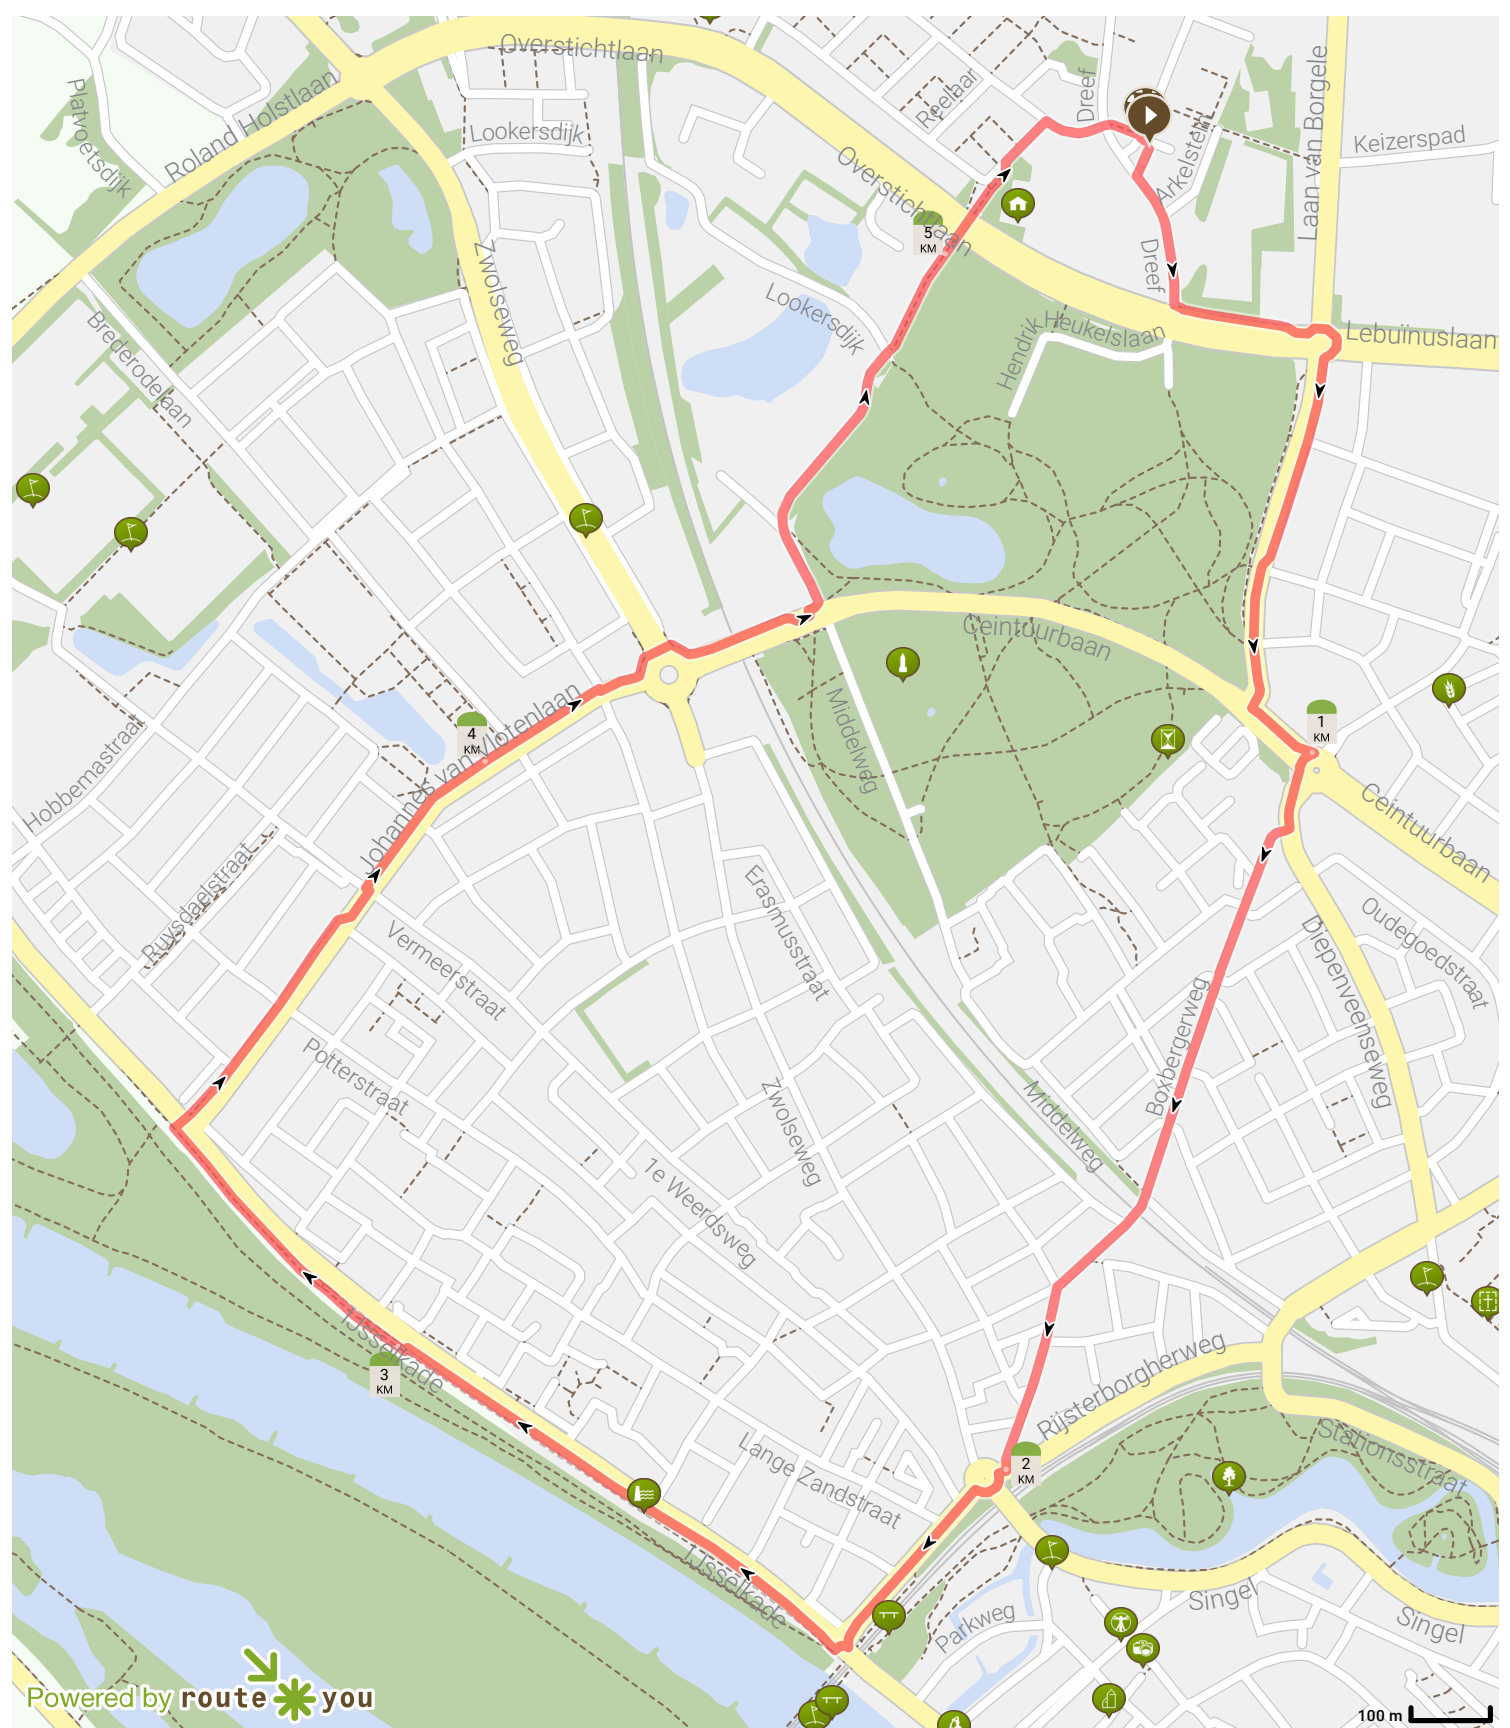 Overstichtlaan
Roland Holstlaan
Platvoetsdijk
Lookersdijk
Reelaar
Dreef
Arkelstein
Laan van Borgele
Keizerspad
Overstichtlaan
5
KM
Zwolseweg
Lookersdijk
Dreef
Hendrik Heukelslaan
Lebuïnuslaan
Brederodelaan
Ceintuurbaan
Middelweg
Hobbemastraat
4
KM
Johannes van Vlotenlaan
1
KM
Ceintuurbaan
Ruysdaelstraat
Erasmusstraat
Vermeerstraat
Oudegoedstraat
Diepenveenseweg
Boxbergerweg
Potterstraat
Zwolseweg
Middelweg
1e Weerdsweg
IJsselkade
3
KM
Rijsterborgherweg
Stationsstraat
Lange Zandstraat
2
KM
IJsselkade
Parkweg
Singel
Singel
Powered by route you
100 m